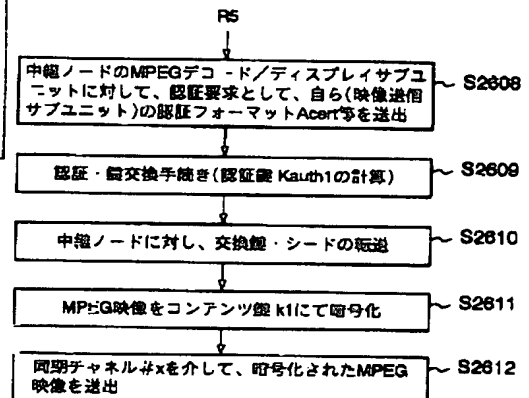 R5
中継ノードのMPEGデコード/ディスプレイサブユ
ニットに対して、認証要求として、自ら(映像送信
サブユニット)の認証フォーマットAcert等を送出
S2608
認証・鍵交換手続き(認証鍵 Kauth1の計算)
S2609
中継ノードに対し、交換鍵・シードの転送
S2610
MPEG映像をコンテンツ鍵 k1にて暗号化
S2611
同期チャネル#xを介して、暗号化されたMPEG
映像を送出
S2612